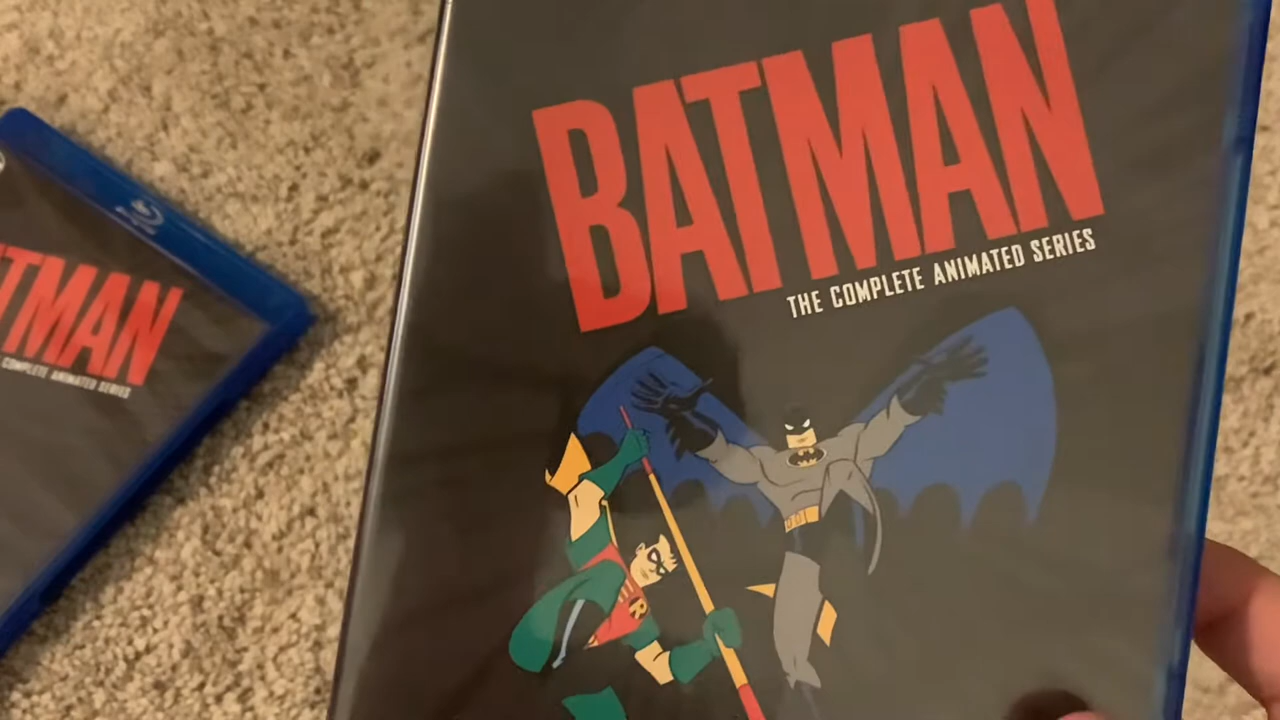 BATMAN
THE COMPLETE ANIMATED SERIES
R
TMAN
COMPLETE ANIMATED SERIES